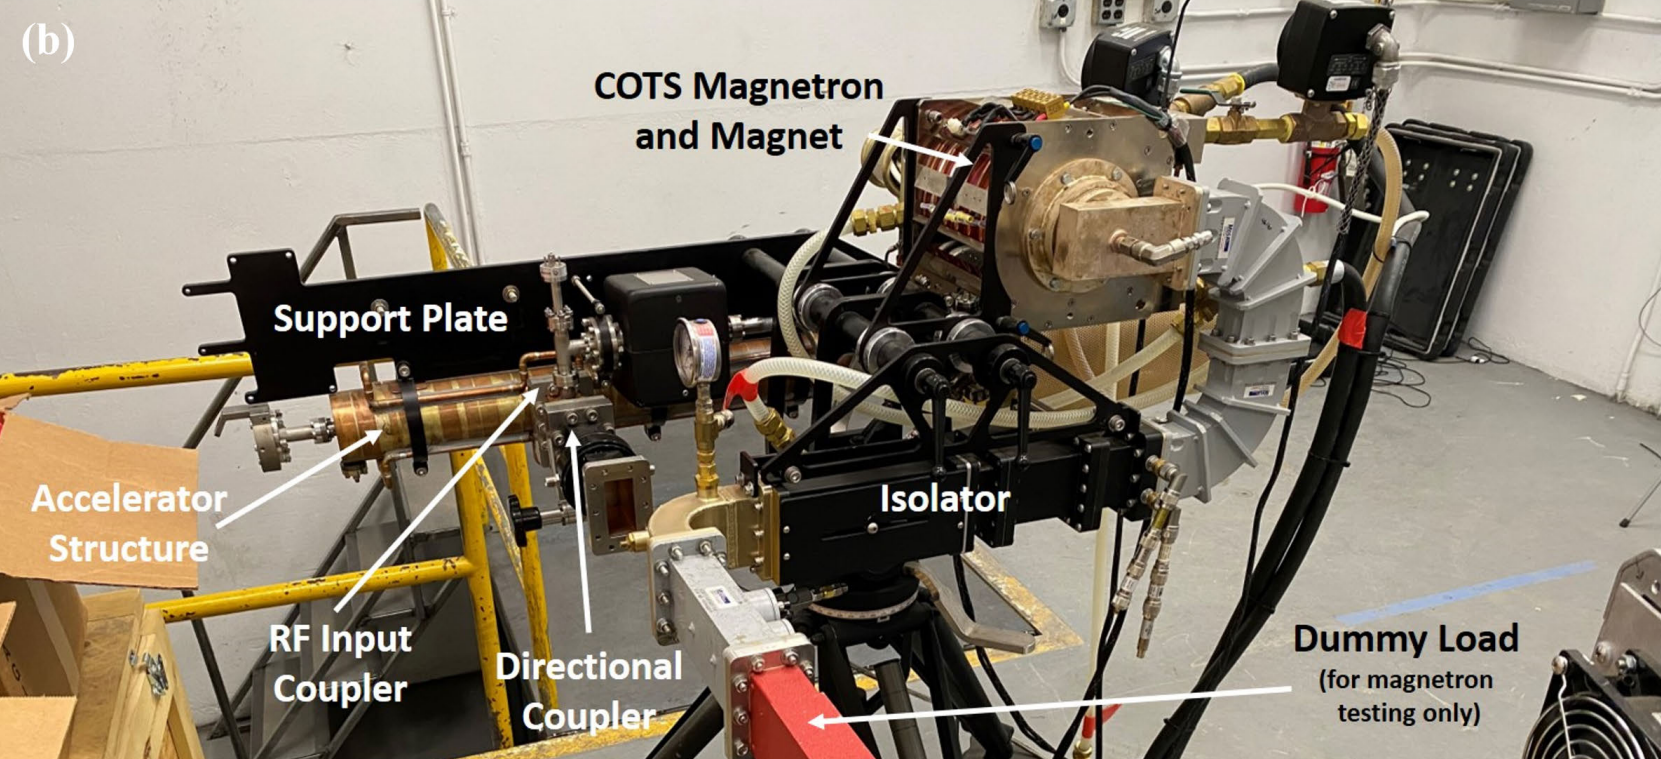 (b)
COTS Magnetron
and Magnet
Support Plate
Isolator
Accelerator
Structure
RF Input
Coupler
Directional
Coupler
Dummy Load
(for magnetron
testing only)